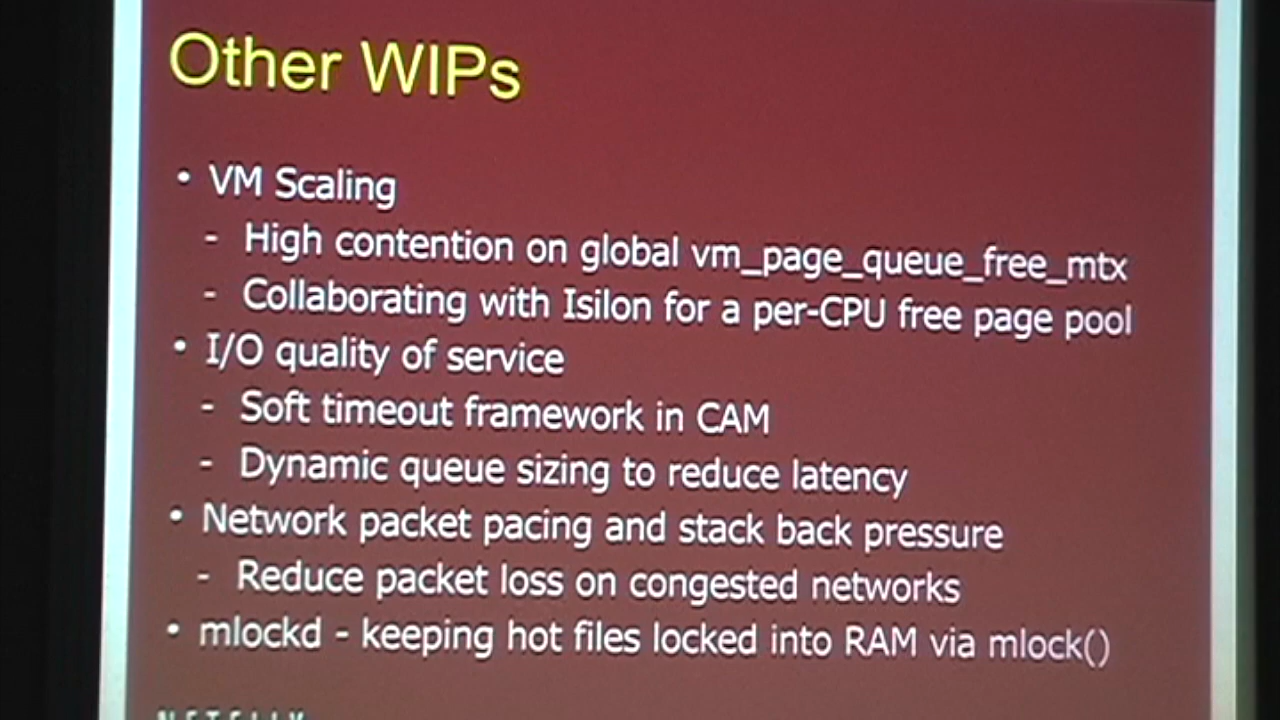 Other WIPs
• VM Scaling
- High contention on global vm_page_queue_free_mtx
- Collaborating with Isilon for a per-CPU free page pool
• I/O quality of service
- Soft timeout framework in CAM
- Dynamic queue sizing to reduce latency
• Network packet pacing and stack back pressure
- Reduce packet loss on congested networks
• mlockd - keeping hot files locked into RAM via mlock()
NETFLIX